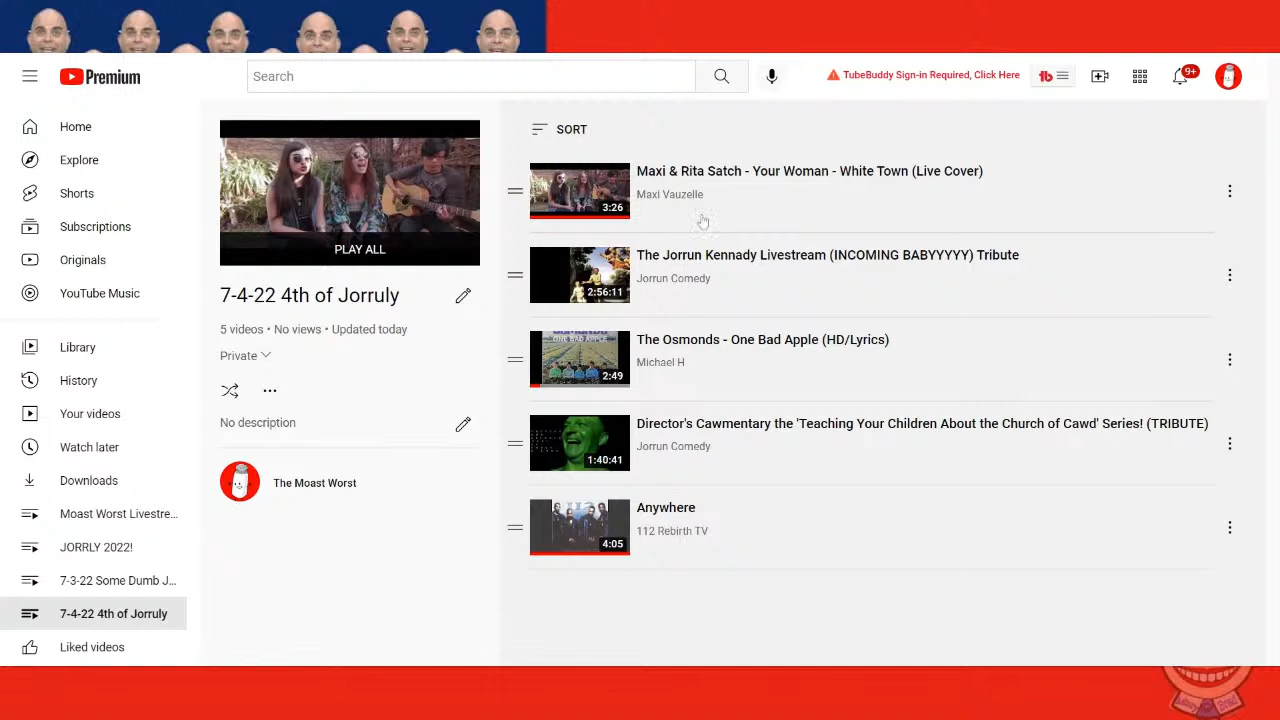 Premium
Search
TubeBuddy Sign-in Required, Click Here
9+
Home
Explore
Shorts
Subscriptions
Originals
YouTube Music
Library
History
Your videos
Watch later
Downloads
Moast Worst Livestre...
JORRLY 2022!
7-3-22 Some Dumb J...
7-4-22 4th of Jorruly
Liked videos
PLAY ALL
7-4-22 4th of Jorruly
5 videos • No views • Updated today
Private
No description
The Moast Worst
SORT
Maxi & Rita Satch - Your Woman - White Town (Live Cover)
Maxi Vauzelle
3:26
The Jorrun Kennady Livestream (INCOMING BABYYYYY) Tribute
Jorrun Comedy
2:56:11
The Osmonds - One Bad Apple (HD/Lyrics)
Michael H
ONE BAD APPLE
2:49
Director's Cawmentary the 'Teaching Your Children About the Church of Cawd' Series! (TRIBUTE)
Jorrun Comedy
1:40:41
Anywhere
112 Rebirth TV
4:05